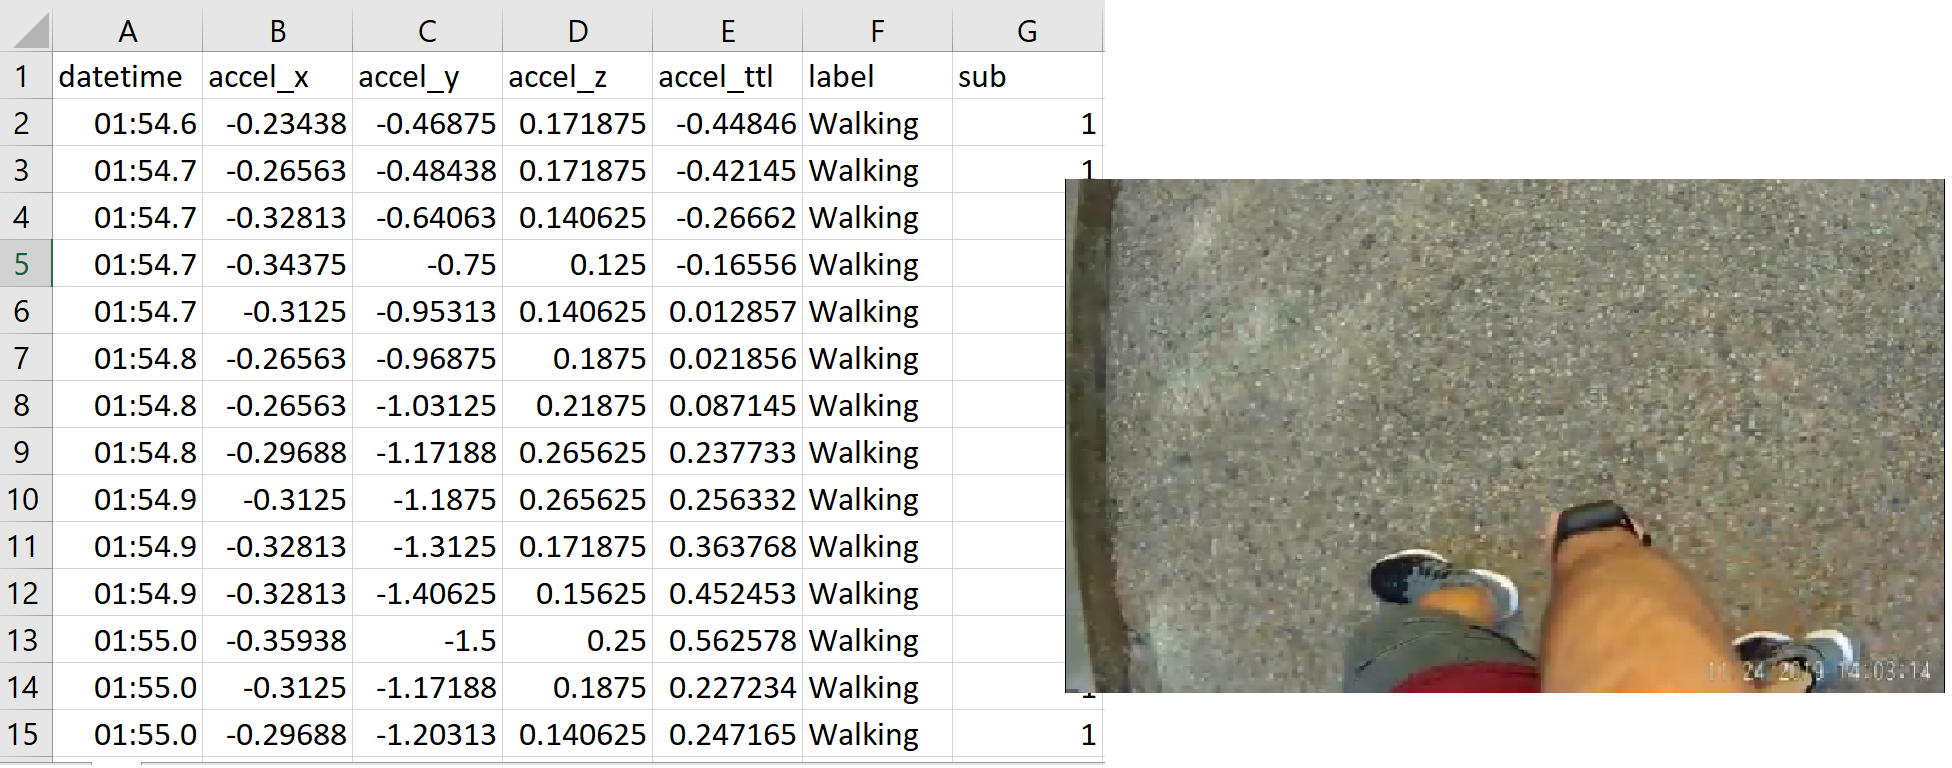 A B C D E F G
1 datetime accel_x accel_y accel_z accel_ttl label sub
2 01:54.6 -0.23438 -0.46875 0.171875 -0.44846 Walking 1
3 01:54.7 -0.26563 -0.48438 0.171875 -0.42145 Walking 1
4 01:54.7 -0.32813 -0.64063 0.140625 -0.26662 Walking
5 01:54.7 -0.34375 -0.75 0.125 -0.16556 Walking
6 01:54.7 -0.3125 -0.95313 0.140625 0.012857 Walking
7 01:54.8 -0.26563 -0.96875 0.1875 0.021856 Walking
8 01:54.8 -0.26563 -1.03125 0.21875 0.087145 Walking
9 01:54.8 -0.29688 -1.17188 0.265625 0.237733 Walking
10 01:54.9 -0.3125 -1.1875 0.265625 0.256332 Walking
11 01:54.9 -0.32813 -1.3125 0.171875 0.363768 Walking
12 01:54.9 -0.32813 -1.40625 0.15625 0.452453 Walking
13 01:55.0 -0.35938 -1.5 0.25 0.562578 Walking
14 01:55.0 -0.3125 -1.17188 0.1875 0.227234 Walking
15 01:55.0 -0.29688 -1.20313 0.140625 0.247165 Walking 1
11 24 2019 14:03:14